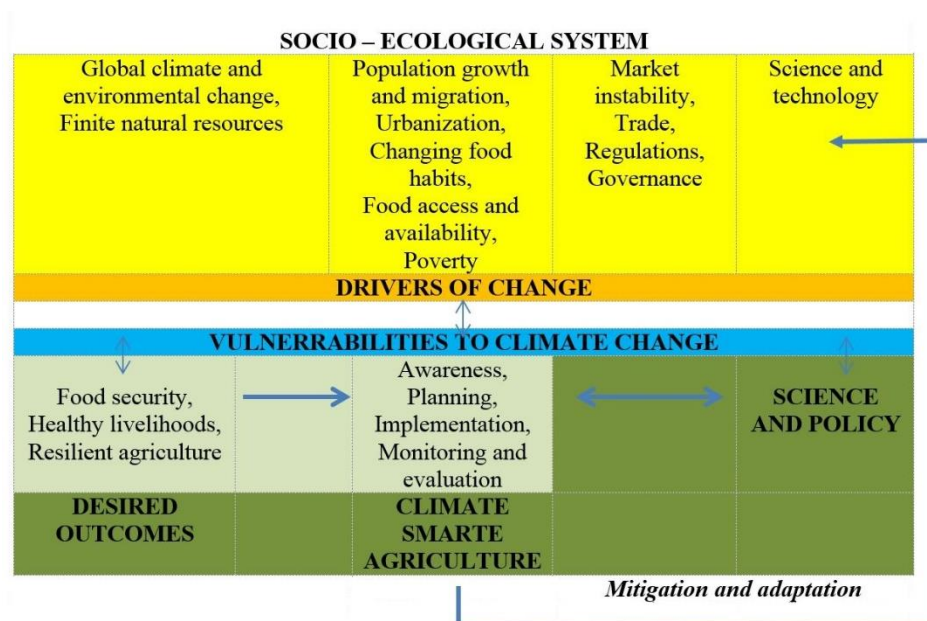 SOCIO – ECOLOGICAL SYSTEM
Global climate and
environmental change,
Finite natural resources
Population growth
and migration,
Urbanization,
Changing food
habits,
Food access and
availability,
Poverty
Market
instability,
Trade,
Regulations,
Governance
Science and
technology
DRIVERS OF CHANGE
VULNERRABILITIES TO CLIMATE CHANGE
Food security,
Healthy livelihoods,
Resilient agriculture
Awareness,
Planning,
Implementation,
Monitoring and
evaluation
SCIENCE
AND POLICY
DESIRED
OUTCOMES
CLIMATE
SMARTE
AGRICULTURE
Mitigation and adaptation